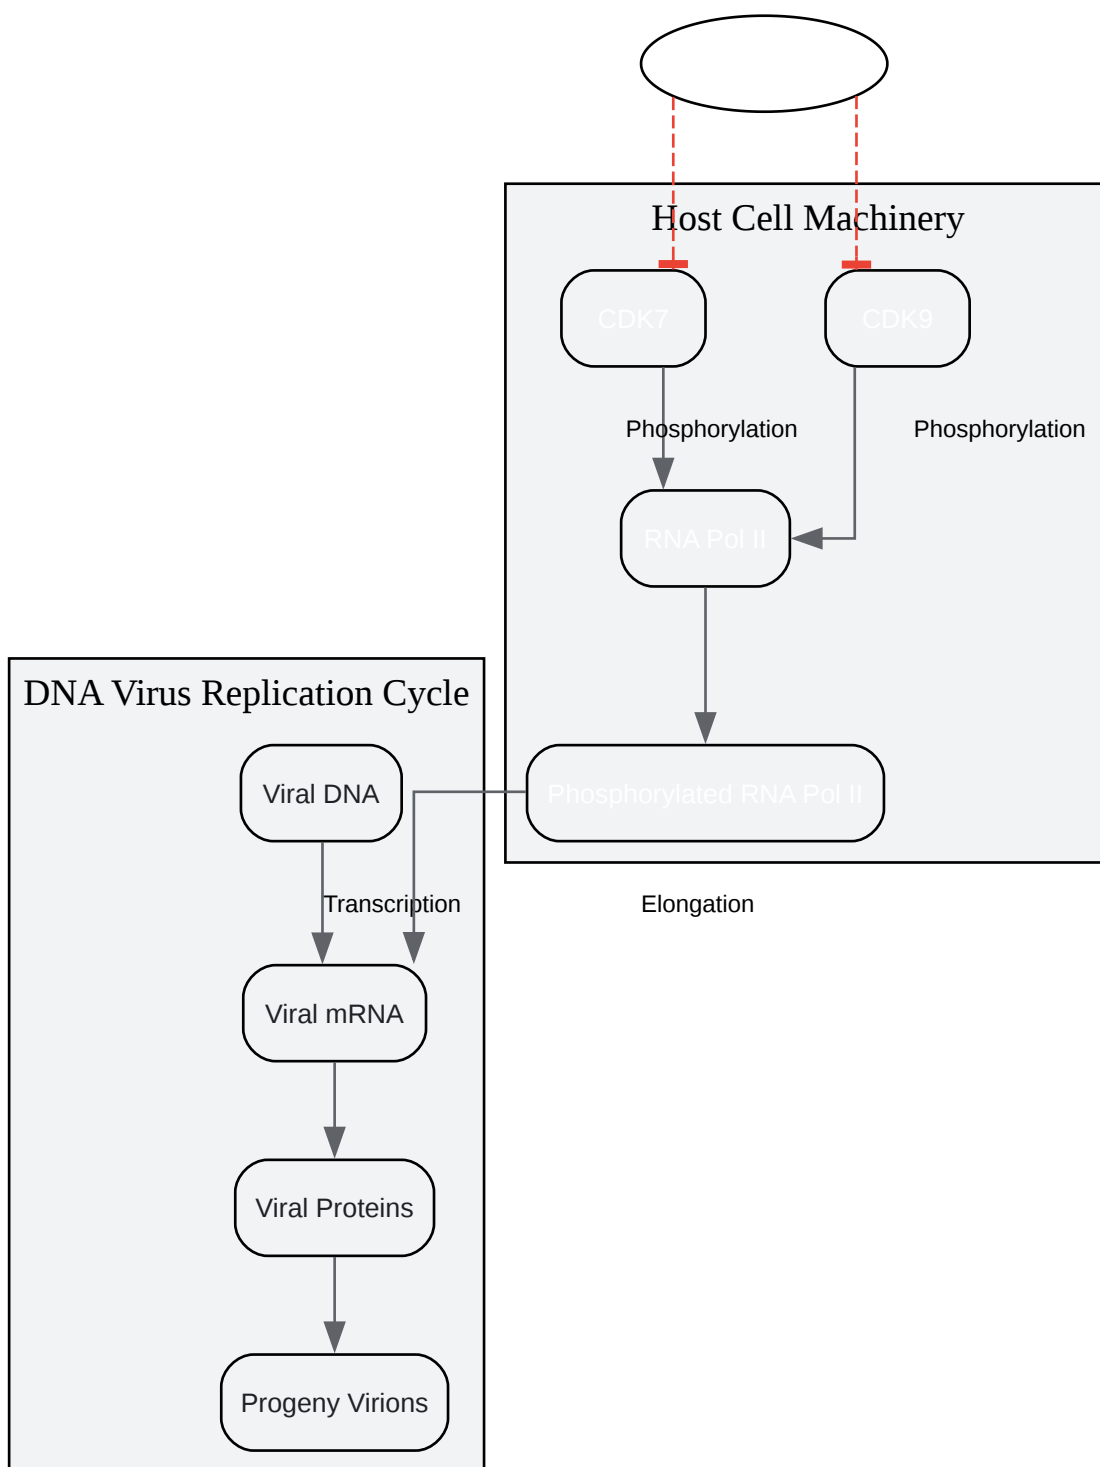 Host Cell Machinery
CDK7
CDK9
Phosphorylation
Phosphorylation
RNA Pol II
DNA Virus Replication Cycle
Viral DNA
Phosphorylated RNA Pol II
Transcription
Elongation
Viral mRNA
Viral Proteins
Progeny Virions